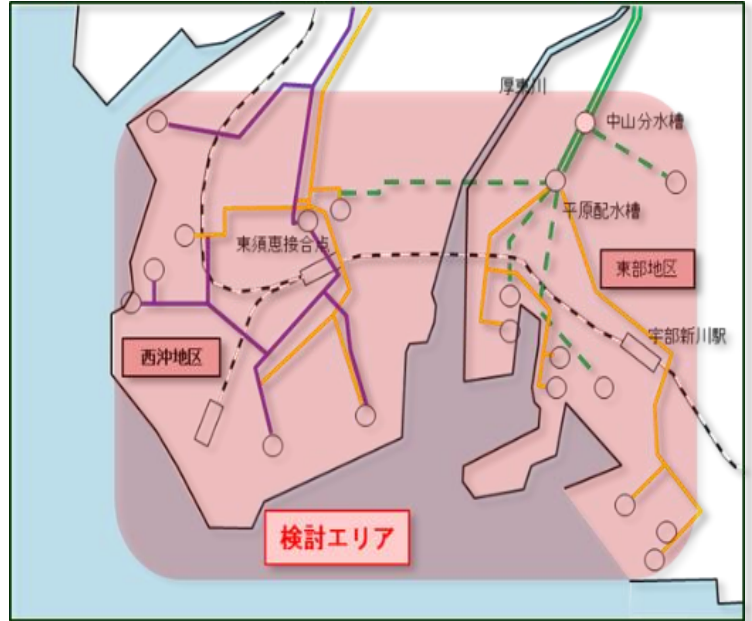 厚東川
中山分水槽
平原配水槽
東須恵接合点
東部地区
宇部新川駅
西沖地区
検討エリア